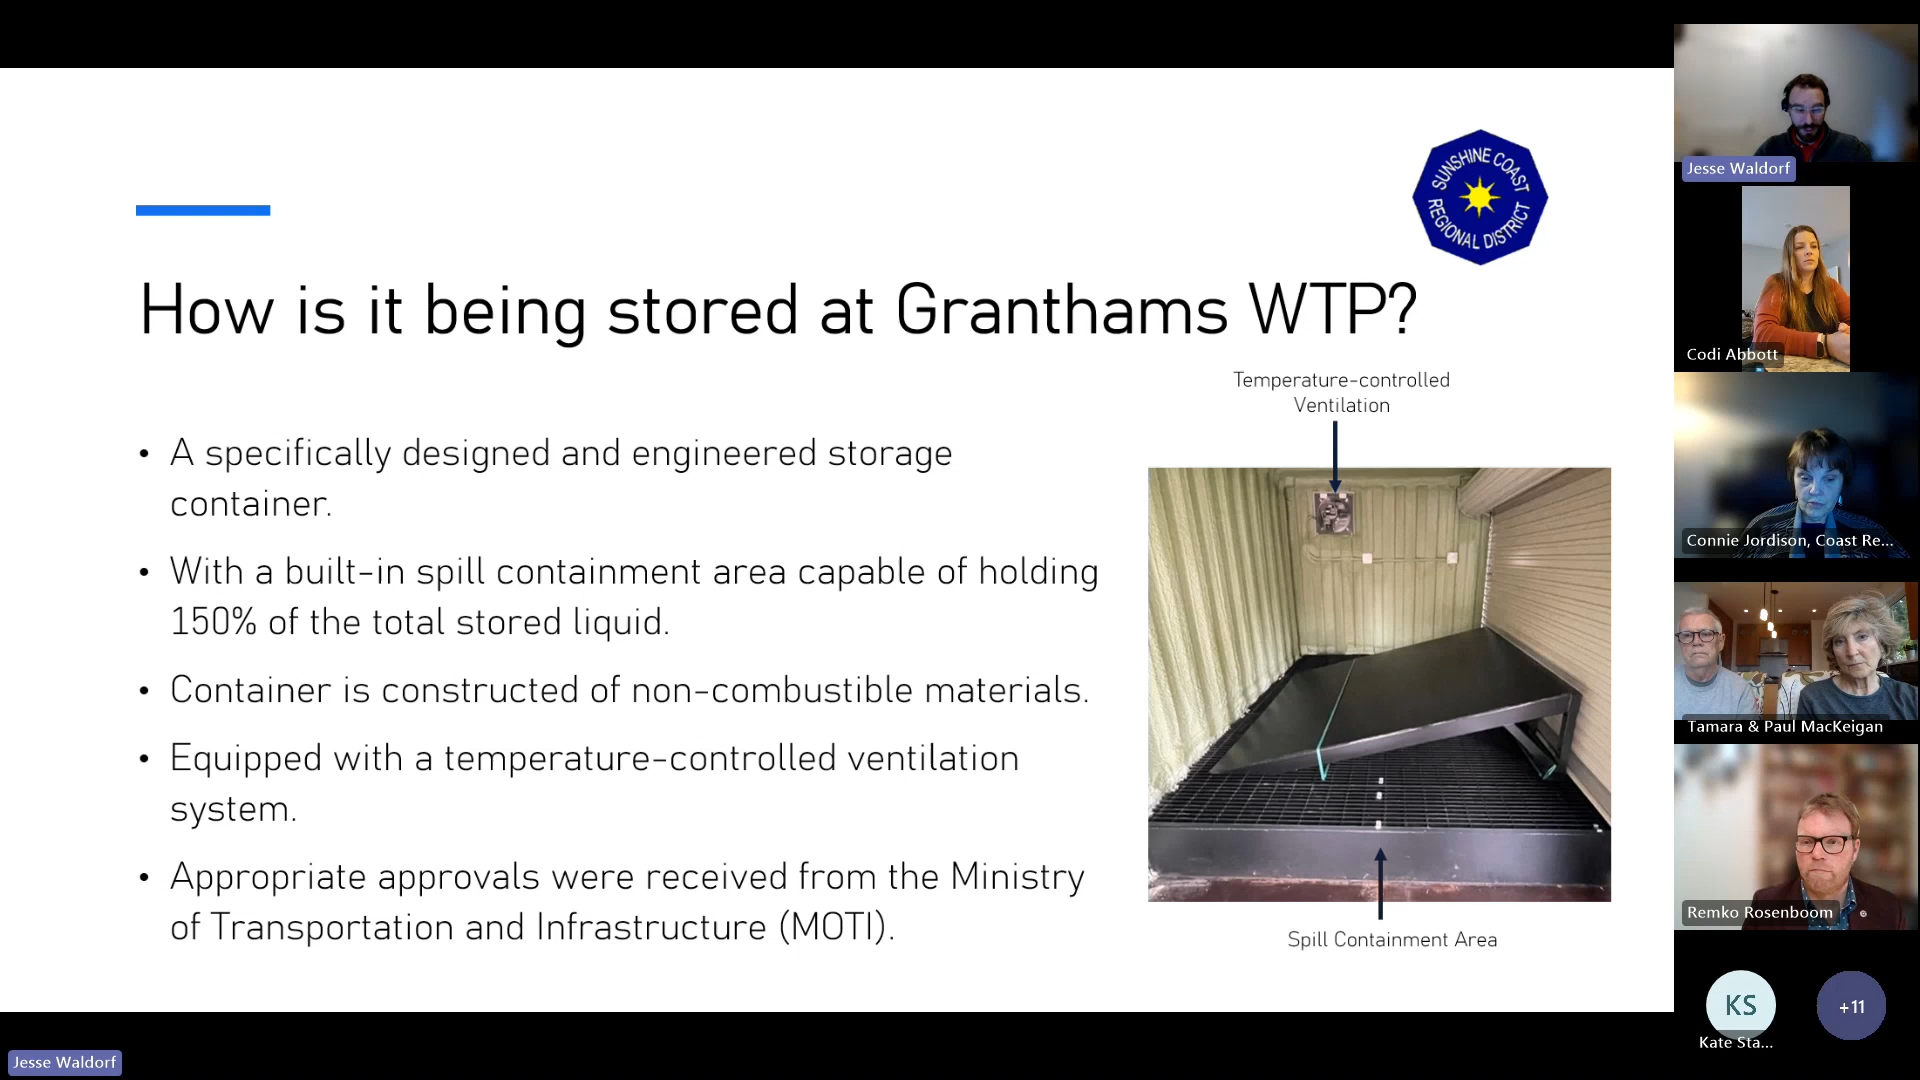 SUNSHINE COAST
REGIONAL DISTRICT
How is it being stored at Granthams WTP?
• A specifically designed and engineered storage
container.
• With a built-in spill containment area capable of holding
150% of the total stored liquid.
• Container is constructed of non-combustible materials.
• Equipped with a temperature-controlled ventilation
system.
• Appropriate approvals were received from the Ministry
of Transportation and Infrastructure (MOTI).
Temperature-controlled
Ventilation
Spill Containment Area
Jesse Waldorf
Codi Abbott
Connie Jordison, Coast Re...
Tamara & Paul MacKeigan
Remko Rosenboom
KS
Kate Sta...
+11
Jesse Waldorf